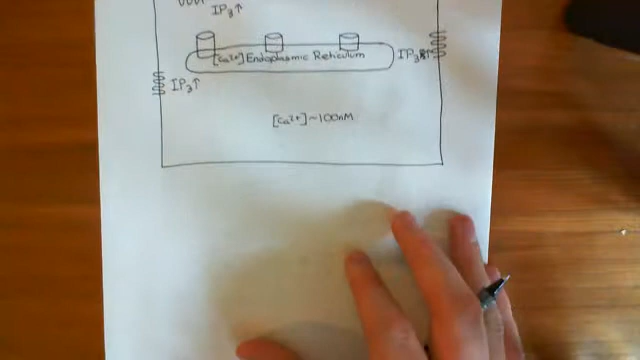 IP₃↑
[Ca²⁺] Endoplasmic Reticulum
IP₃↑
IP₃↑
[Ca²⁺] ~100nM